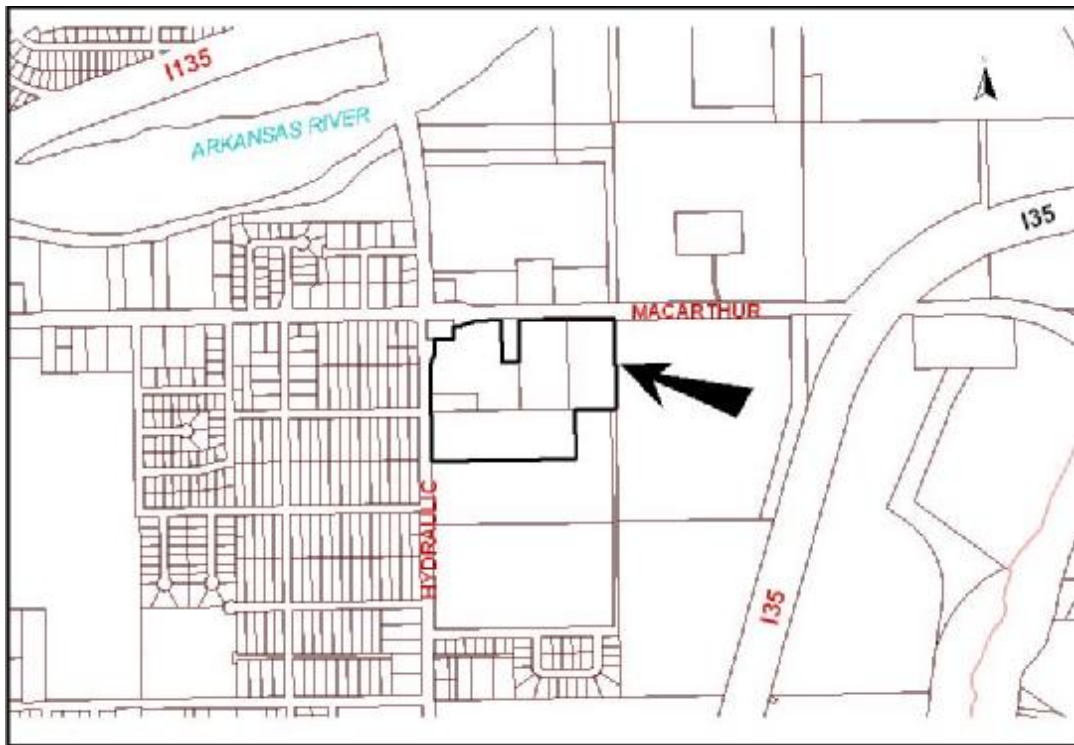 I135
ARKANSAS RIVER
I35
MACARTHUR
HYDRAULIC
I35